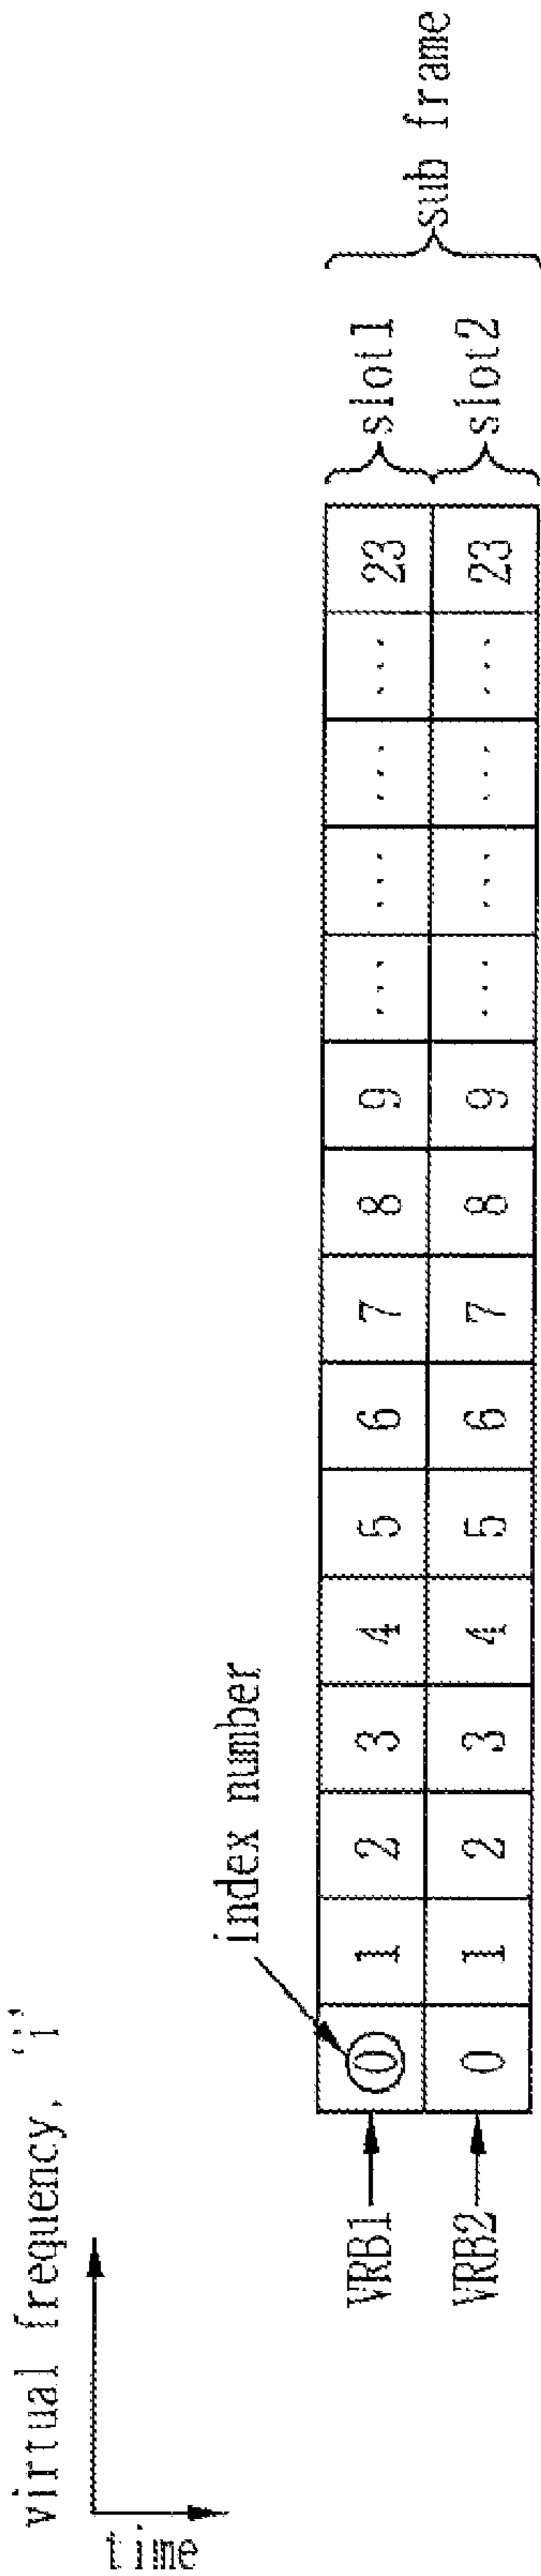 virtual frequency, 'i'
time
index number
VRB1 0 1 2 3 4 5 6 7 8 9 ... ... ... ... 23 slot1
VRB2 0 1 2 3 4 5 6 7 8 9 ... ... ... ... 23 slot2
sub frame